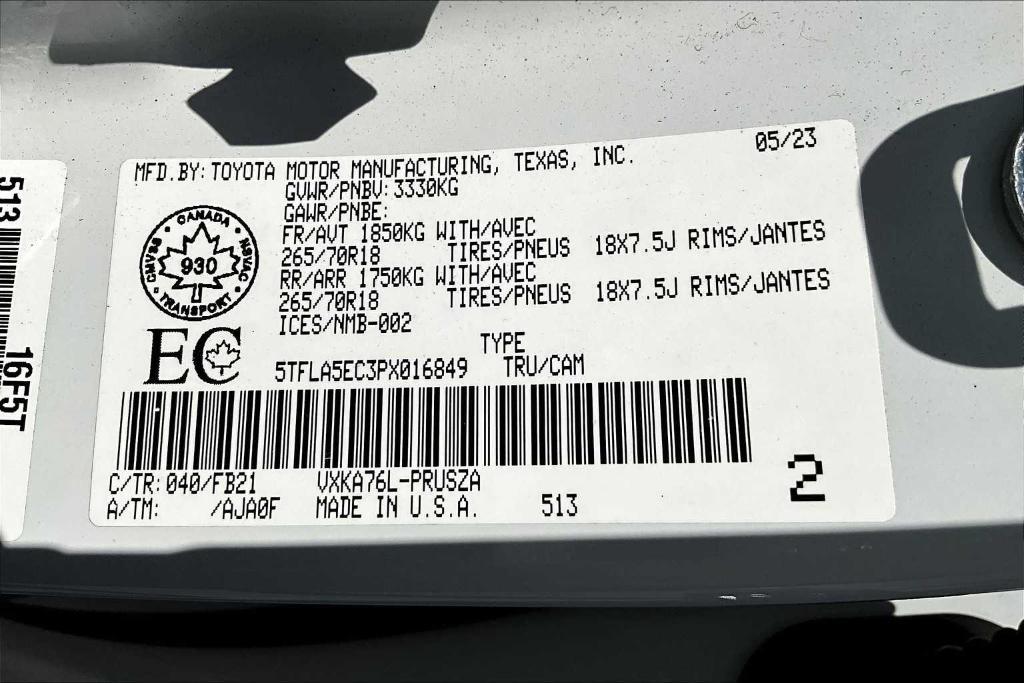 MFD.BY: TOYOTA MOTOR MANUFACTURING, TEXAS, INC. 05/23
GVWR/PNBV: 3330KG
GAWR/PNBE:
FR/AVT 1850KG WITH/AVEC
265/70R18 TIRES/PNEUS 18X7.5J RIMS/JANTES
RR/ARR 1750KG WITH/AVEC
265/70R18 TIRES/PNEUS 18X7.5J RIMS/JANTES
ICES/NMB-002
CANADA
CMVSS NSVAC
930
TRANSPORT
EC
TYPE
5TFLA5EC3PX016849 TRU/CAM
C/TR: 040/FB21 VXKA76L-PRUSZA
A/TM: /AJA0F MADE IN U.S.A. 513
2
513
16F5T